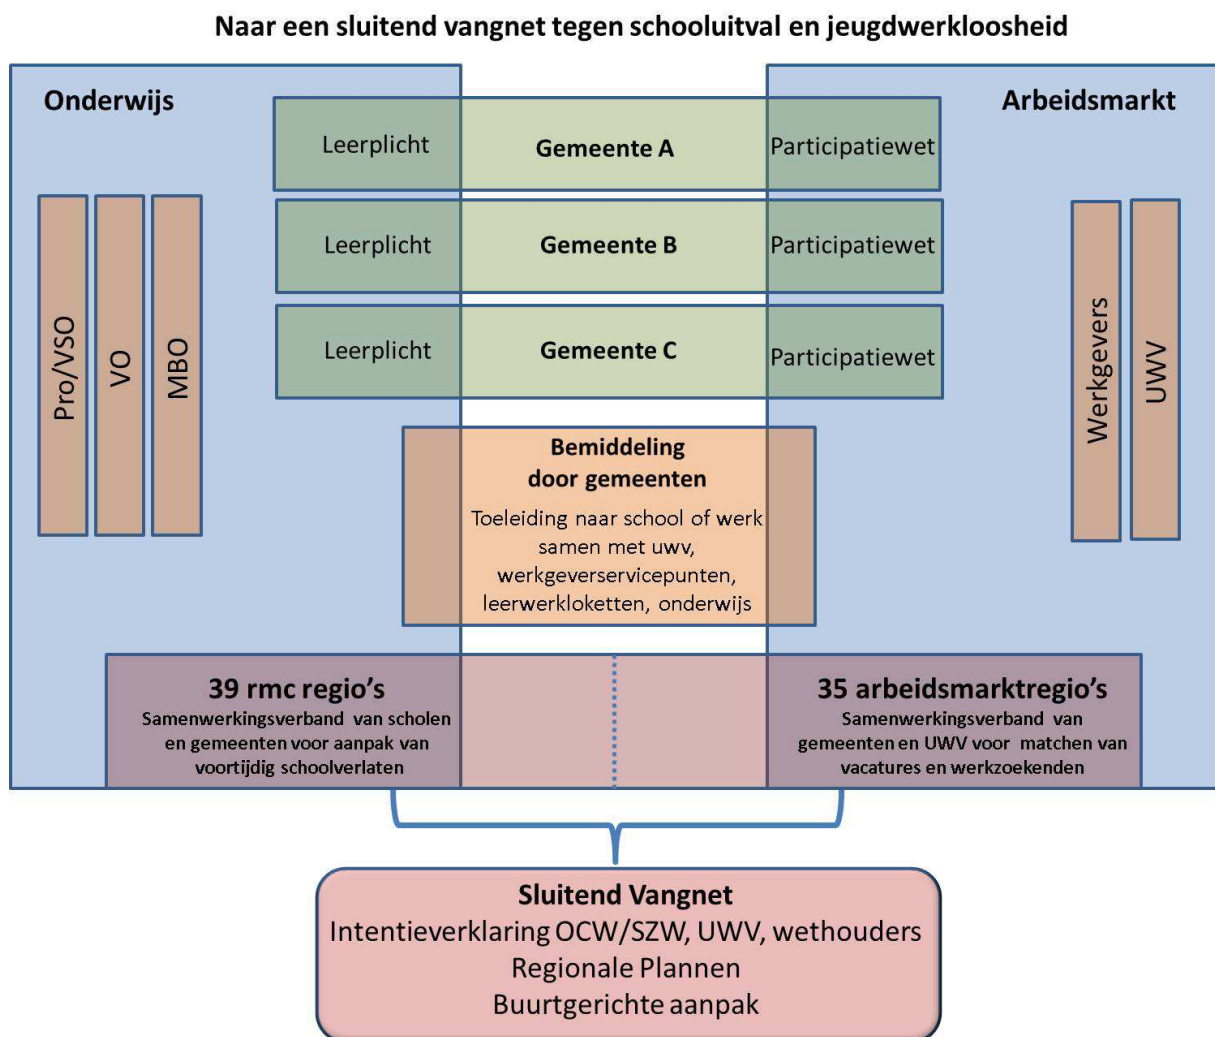 Naar een sluitend vangnet tegen schooluitval en jeugdwerkloosheid
Onderwijs
Arbeidsmarkt
Leerplicht
Gemeente A
Participatiewet
Leerplicht
Gemeente B
Participatiewet
Leerplicht
Gemeente C
Participatiewet
Pro/VSO
VO
MBO
Werkgevers
UWV
Bemiddeling
door gemeenten
Toeleiding naar school of werk
samen met uwv,
werkgeverservicepunten,
leerwerkloketten, onderwijs
39 rmc regio's
Samenwerkingsverband van scholen
en gemeenten voor aanpak van
voortijdig schoolverlaten
35 arbeidsmarktregio's
Samenwerkingsverband van
gemeenten en UWV voor matchen van
vacatures en werkzoekenden
Sluitend Vangnet
Intentieverklaring OCW/SZW, UWV, wethouders
Regionale Plannen
Buurtgerichte aanpak